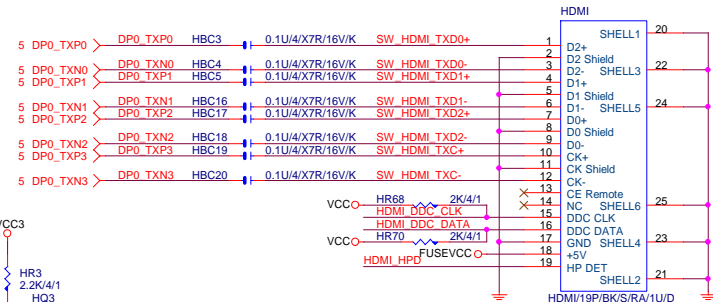 HDMI
5 DP0_TXP0 DP0_TXP0 HBC3 0.1U/4/X7R/16V/K SW_HDMI_TXD0+ 1 D2+ SHELL1 20
2 D2 Shield
5 DP0_TXN0 DP0_TXN0 HBC4 0.1U/4/X7R/16V/K SW_HDMI_TXD0- 3 D2- SHELL3 22
5 DP0_TXP1 DP0_TXP1 HBC5 0.1U/4/X7R/16V/K SW_HDMI_TXD1+ 4 D1+
5 D1 Shield
5 DP0_TXN1 DP0_TXN1 HBC16 0.1U/4/X7R/16V/K SW_HDMI_TXD1- 6 D1- SHELL5 24
5 DP0_TXP2 DP0_TXP2 HBC17 0.1U/4/X7R/16V/K SW_HDMI_TXD2+ 7 D0+
8 D0 Shield
5 DP0_TXN2 DP0_TXN2 HBC18 0.1U/4/X7R/16V/K SW_HDMI_TXD2- 9 D0-
5 DP0_TXP3 DP0_TXP3 HBC19 0.1U/4/X7R/16V/K SW_HDMI_TXC+ 10 CK+
11 CK Shield
5 DP0_TXN3 DP0_TXN3 HBC20 0.1U/4/X7R/16V/K SW_HDMI_TXC- 12 CK-
13 CE Remote
VCC HR68 2K/4/1 14 NC SHELL6 25
HDMI_DDC_CLK 15 DDC CLK
HDMI_DDC_DATA 16 DDC DATA
VCC HR70 2K/4/1 17 GND SHELL4 23
FUSEVCC 18 +5V
HDMI_HPD 19 HP DET
SHELL2 21
HDMI/19P/BK/S/RA/1U/D
VCC3
HR3
2.2K/4/1
HQ3